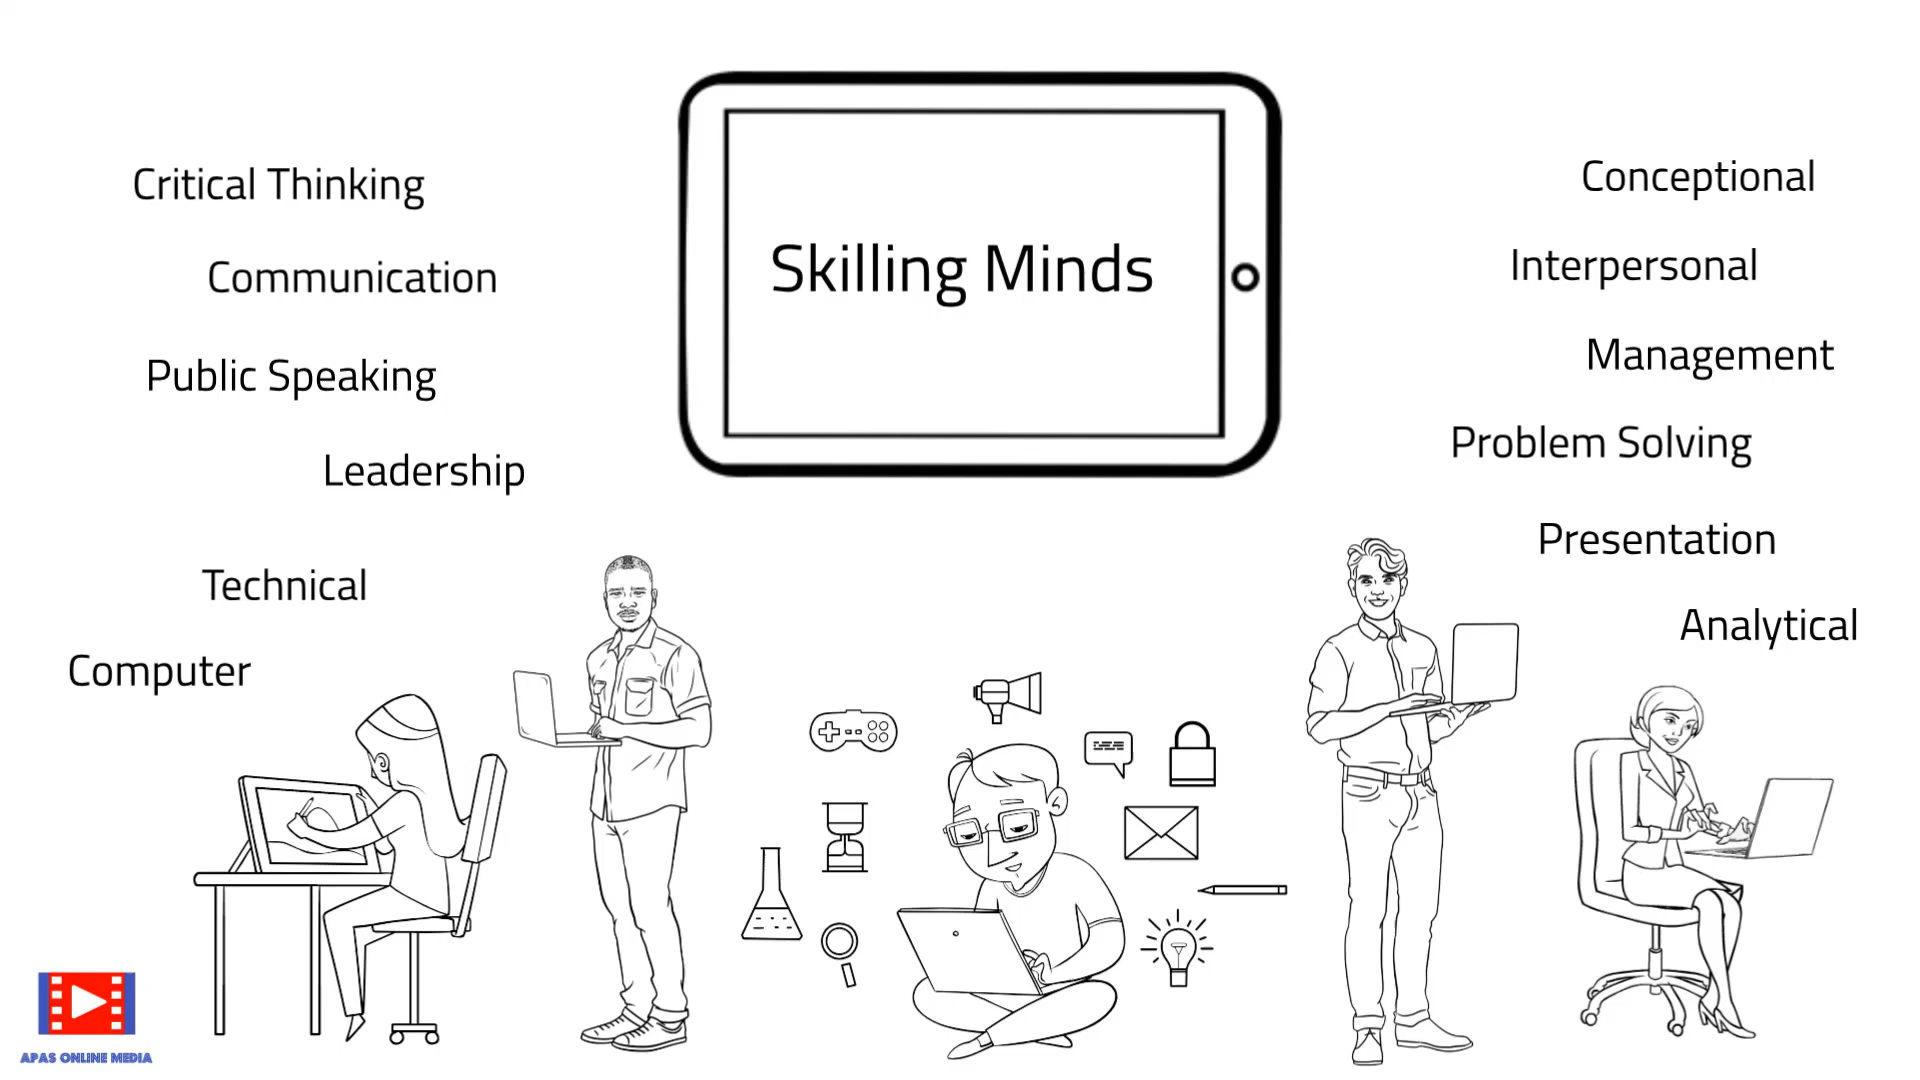 Skilling Minds
Critical Thinking
Communication
Public Speaking
Leadership
Technical
Computer
Conceptional
Interpersonal
Management
Problem Solving
Presentation
Analytical
APAS ONLINE MEDIA